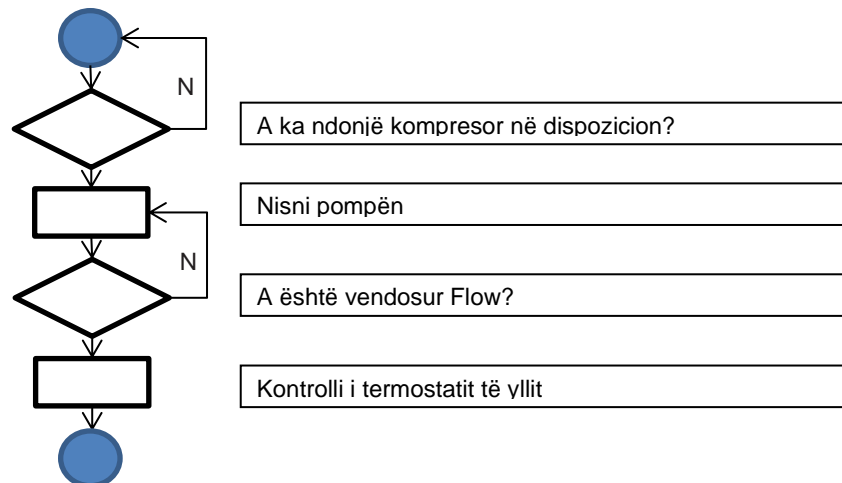 N
A ka ndonjë kompresor në dispozicion?
Nisni pompën
N
A është vendosur Flow?
Kontrolli i termostatit të yllit